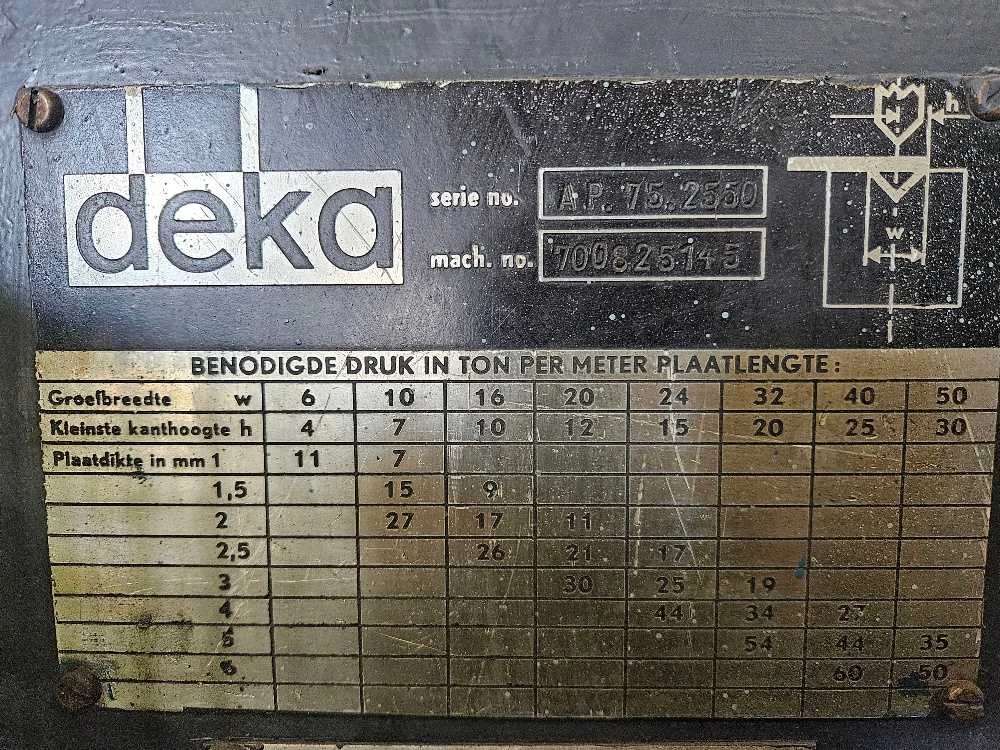 deka
serie no. AP. 75. 2550
mach. no. 700825145
h
w
BENODIGDE DRUK IN TON PER METER PLAATLENGTE:
Groefbreedte w 6 10 16 20 24 32 40 50
Kleinste kanthoogte h 4 7 10 12 15 20 25 30
Plaatdikte in mm 1 11 7
1,5 15 9
2 27 17 11
2,5 26 21 17
3 30 25 19
4 44 34 27
5 54 44 35
6 60 50